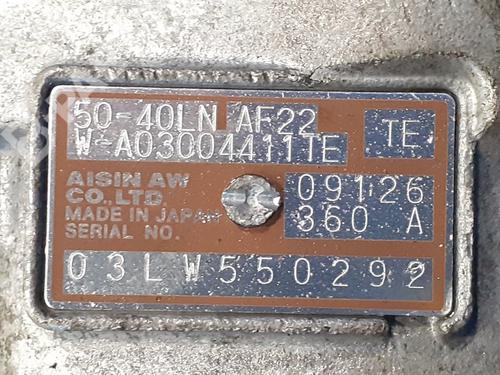 50-40LN AF22
W-A03004411TE
TE
AISIN AW
CO., LTD.
MADE IN JAPAN
SERIAL NO.
09126
360 A
03LW550292